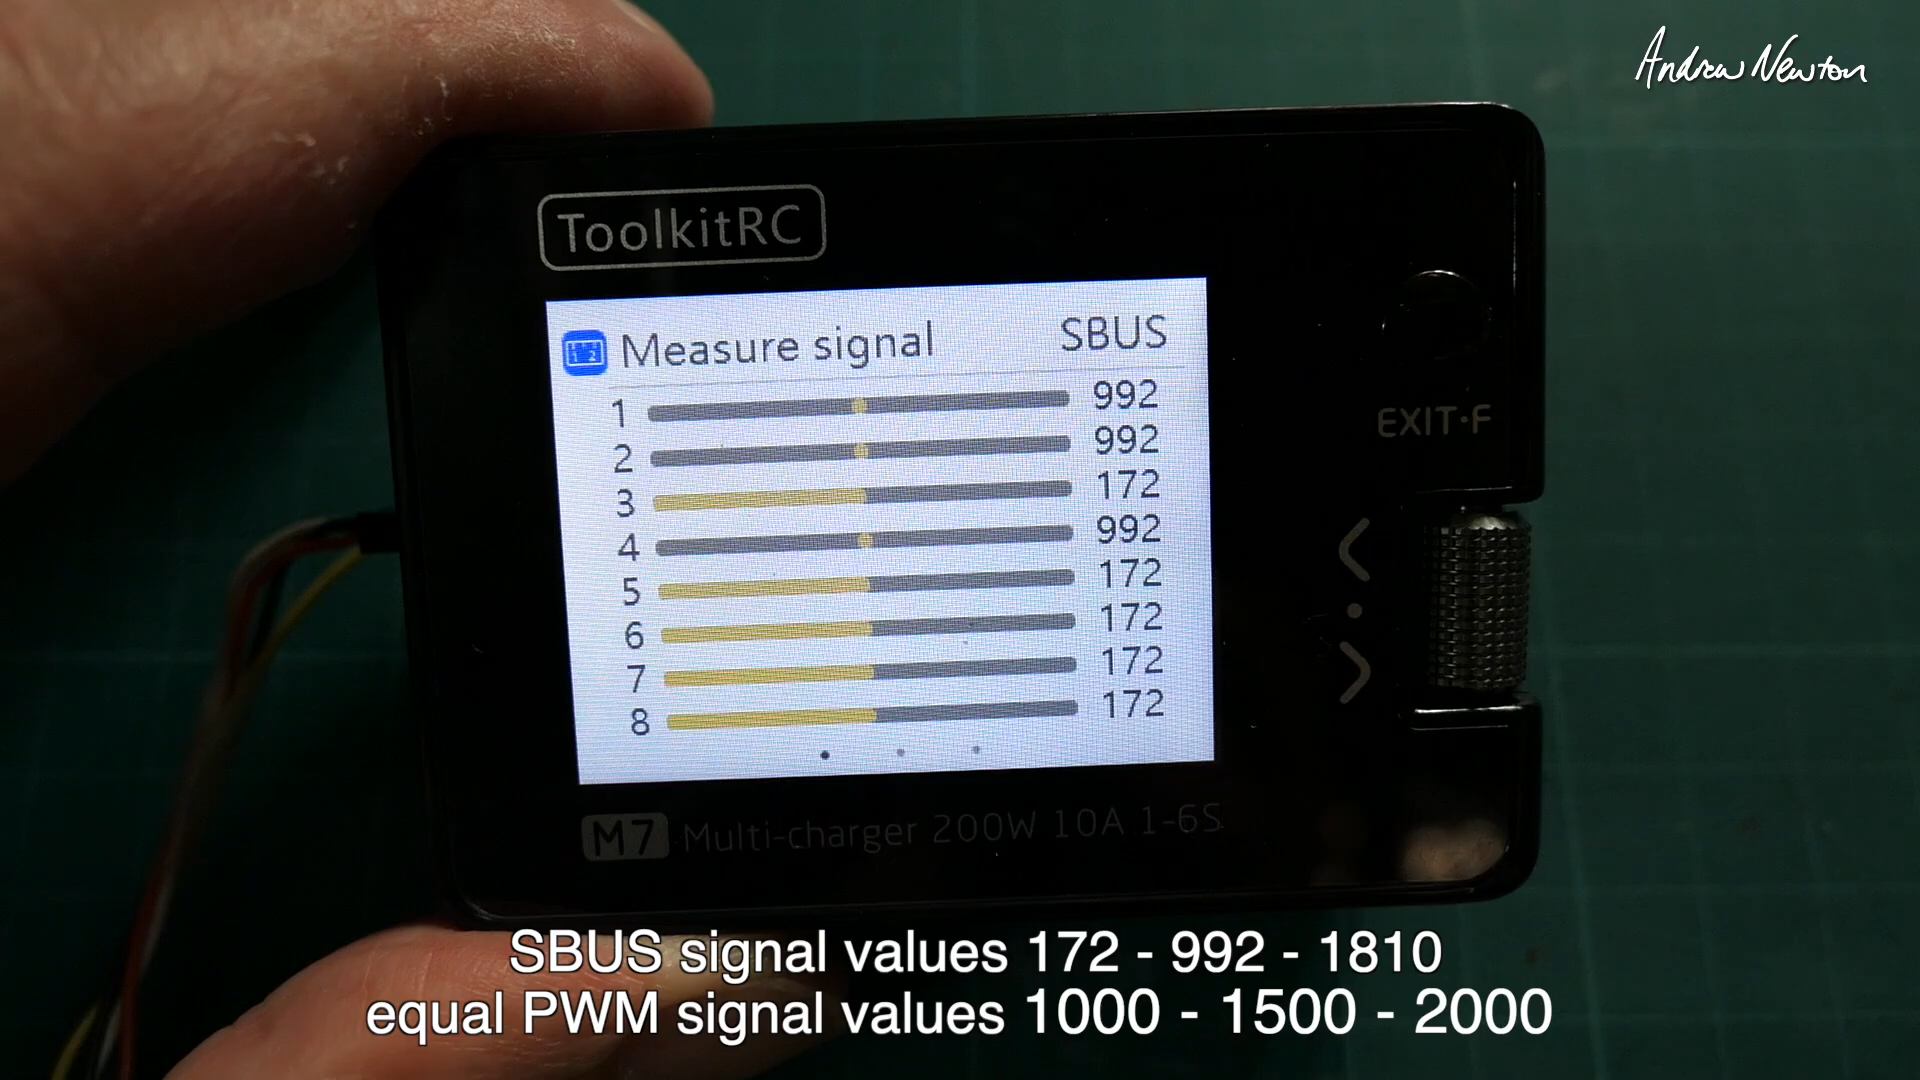 Andrew Newton
ToolkitRC
Measure signal SBUS
1 992
2 992
3 172
4 992
5 172
6 172
7 172
8 172
EXIT·F
M7 Multi-charger 200W 10A 1-6S
SBUS signal values 172 - 992 - 1810
equal PWM signal values 1000 - 1500 - 2000